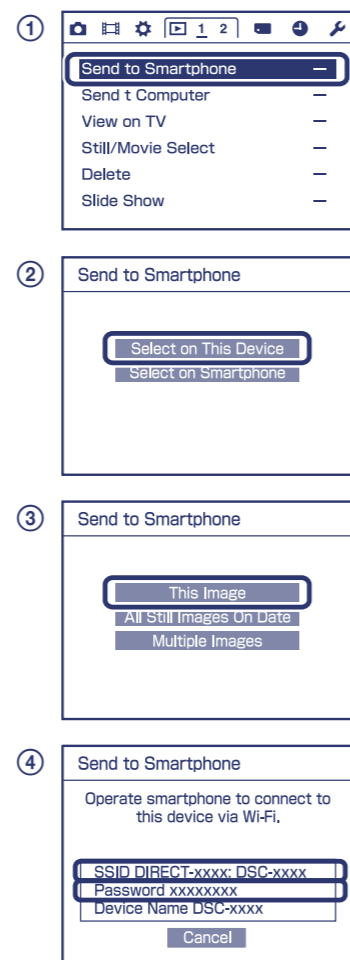 ①
1 2
Send to Smartphone —
Send t Computer —
View on TV —
Still/Movie Select —
Delete —
Slide Show —
②
Send to Smartphone
Select on This Device
Select on Smartphone
③
Send to Smartphone
This Image
All Still Images On Date
Multiple Images
④
Send to Smartphone
Operate smartphone to connect to
this device via Wi-Fi.
SSID DIRECT-xxxx: DSC-xxxx
Password xxxxxxxx
Device Name DSC-xxxx
Cancel